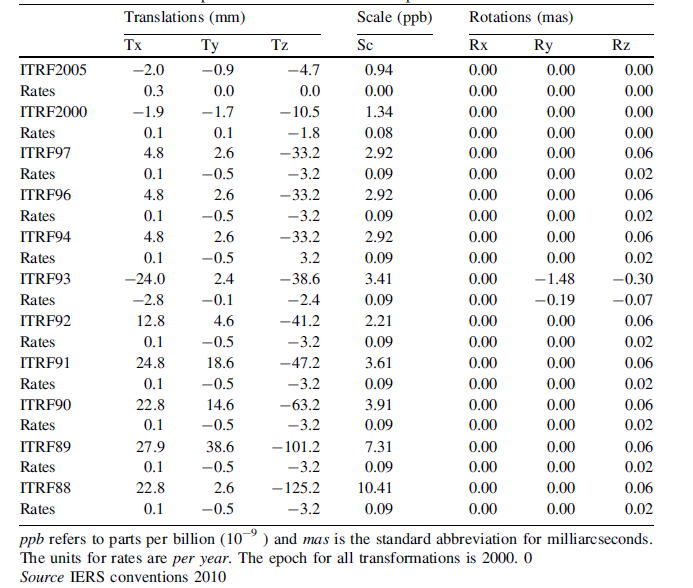 Translations (mm) Scale (ppb) Rotations (mas)
Tx Ty Tz Sc Rx Ry Rz
ITRF2005 −2.0 −0.9 −4.7 0.94 0.00 0.00 0.00
Rates 0.3 0.0 0.0 0.00 0.00 0.00 0.00
ITRF2000 −1.9 −1.7 −10.5 1.34 0.00 0.00 0.00
Rates 0.1 0.1 −1.8 0.08 0.00 0.00 0.00
ITRF97 4.8 2.6 −33.2 2.92 0.00 0.00 0.06
Rates 0.1 −0.5 −3.2 0.09 0.00 0.00 0.02
ITRF96 4.8 2.6 −33.2 2.92 0.00 0.00 0.06
Rates 0.1 −0.5 −3.2 0.09 0.00 0.00 0.02
ITRF94 4.8 2.6 −33.2 2.92 0.00 0.00 0.06
Rates 0.1 −0.5 3.2 0.09 0.00 0.00 0.02
ITRF93 −24.0 2.4 −38.6 3.41 0.00 −1.48 −0.30
Rates −2.8 −0.1 −2.4 0.09 0.00 −0.19 −0.07
ITRF92 12.8 4.6 −41.2 2.21 0.00 0.00 0.06
Rates 0.1 −0.5 −3.2 0.09 0.00 0.00 0.02
ITRF91 24.8 18.6 −47.2 3.61 0.00 0.00 0.06
Rates 0.1 −0.5 −3.2 0.09 0.00 0.00 0.02
ITRF90 22.8 14.6 −63.2 3.91 0.00 0.00 0.06
Rates 0.1 −0.5 −3.2 0.09 0.00 0.00 0.02
ITRF89 27.9 38.6 −101.2 7.31 0.00 0.00 0.06
Rates 0.1 −0.5 −3.2 0.09 0.00 0.00 0.02
ITRF88 22.8 2.6 −125.2 10.41 0.00 0.00 0.06
Rates 0.1 −0.5 −3.2 0.09 0.00 0.00 0.02
ppb refers to parts per billion (10⁻⁹ ) and mas is the standard abbreviation for milliarcseconds.
The units for rates are per year. The epoch for all transformations is 2000. 0
Source IERS conventions 2010